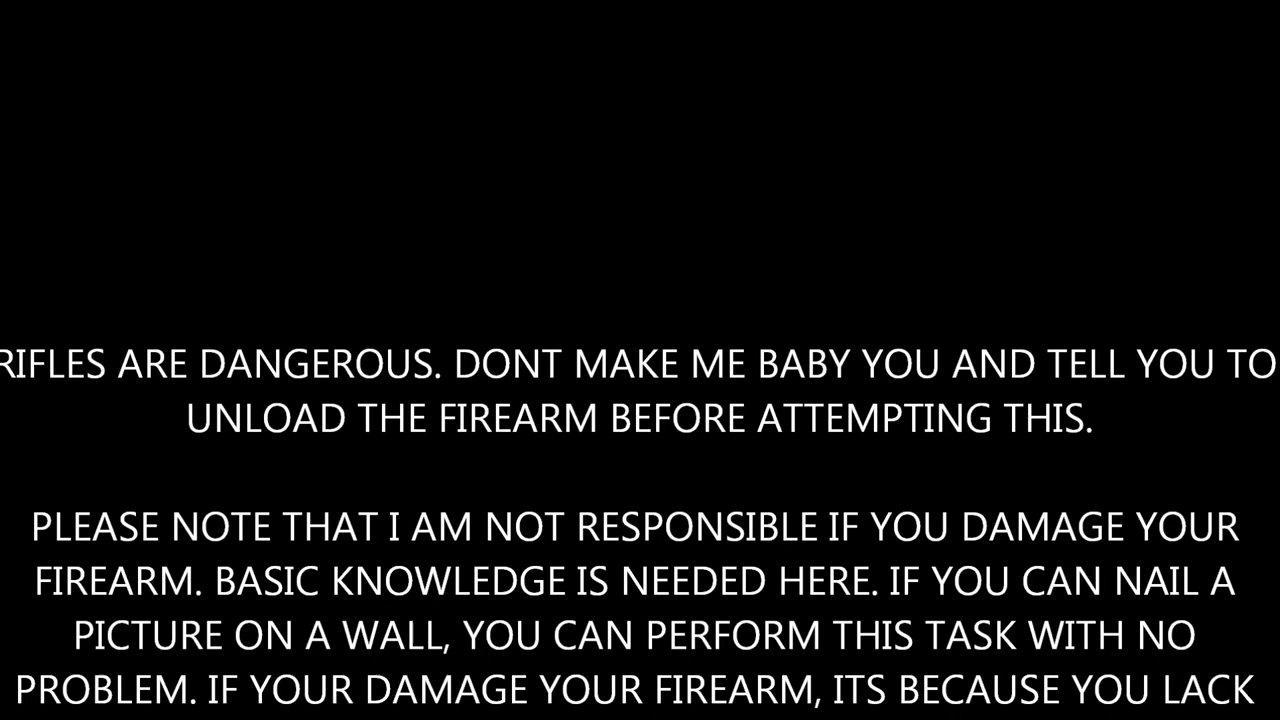 RIFLES ARE DANGEROUS. DONT MAKE ME BABY YOU AND TELL YOU TO
UNLOAD THE FIREARM BEFORE ATTEMPTING THIS.
PLEASE NOTE THAT I AM NOT RESPONSIBLE IF YOU DAMAGE YOUR
FIREARM. BASIC KNOWLEDGE IS NEEDED HERE. IF YOU CAN NAIL A
PICTURE ON A WALL, YOU CAN PERFORM THIS TASK WITH NO
PROBLEM. IF YOUR DAMAGE YOUR FIREARM, ITS BECAUSE YOU LACK